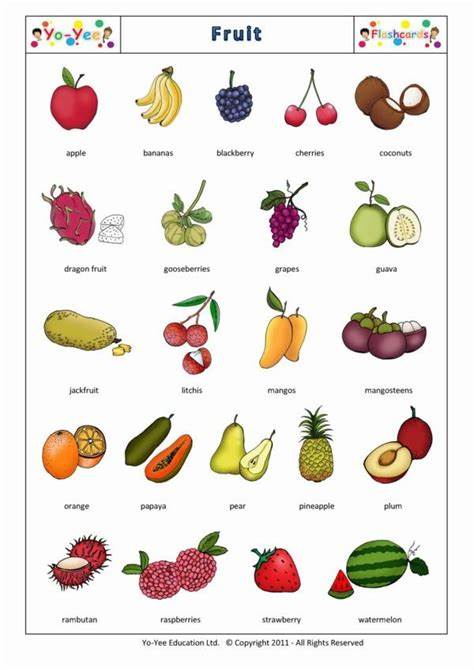 Yo-Yee Fruit Flashcards
apple bananas blackberry cherries coconuts
dragon fruit gooseberries grapes guava
jackfruit litchis mangos mangosteens
orange papaya pear pineapple plum
rambutan raspberries strawberry watermelon
Yo-Yee Education Ltd. © Copyright 2011 - All Rights Reserved